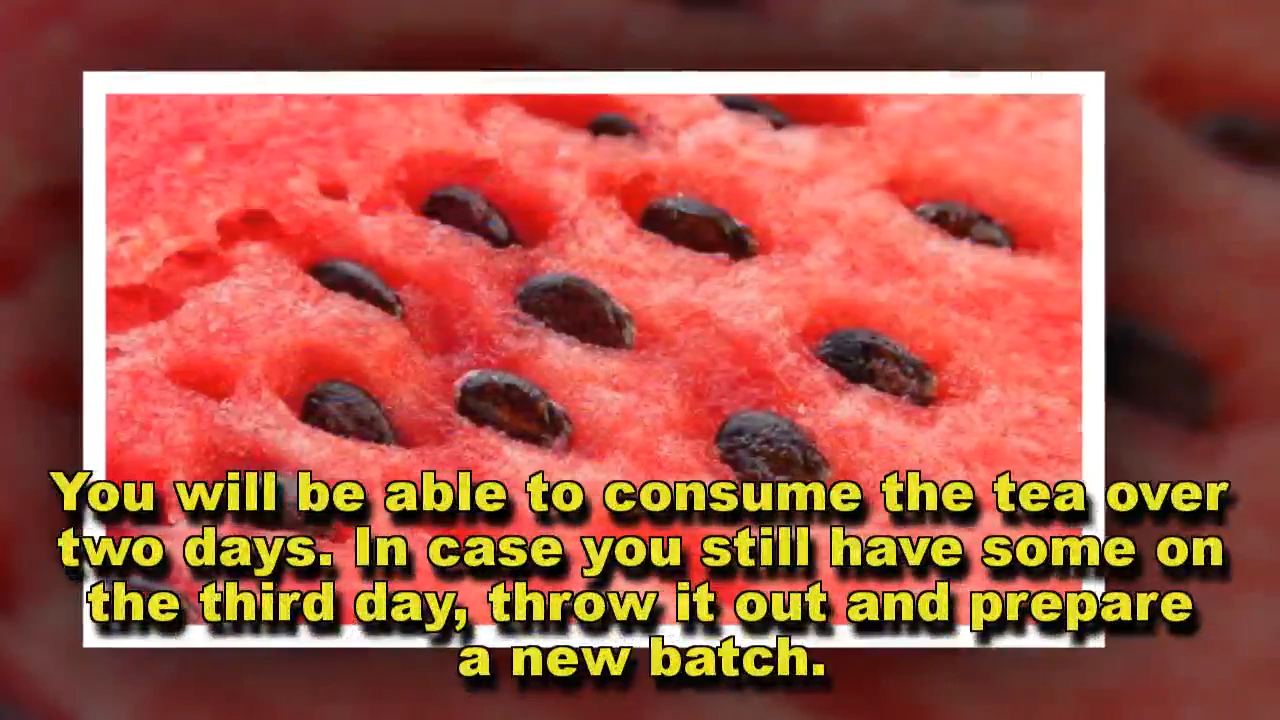 You will be able to consume the tea over
two days. In case you still have some on
the third day, throw it out and prepare
a new batch.